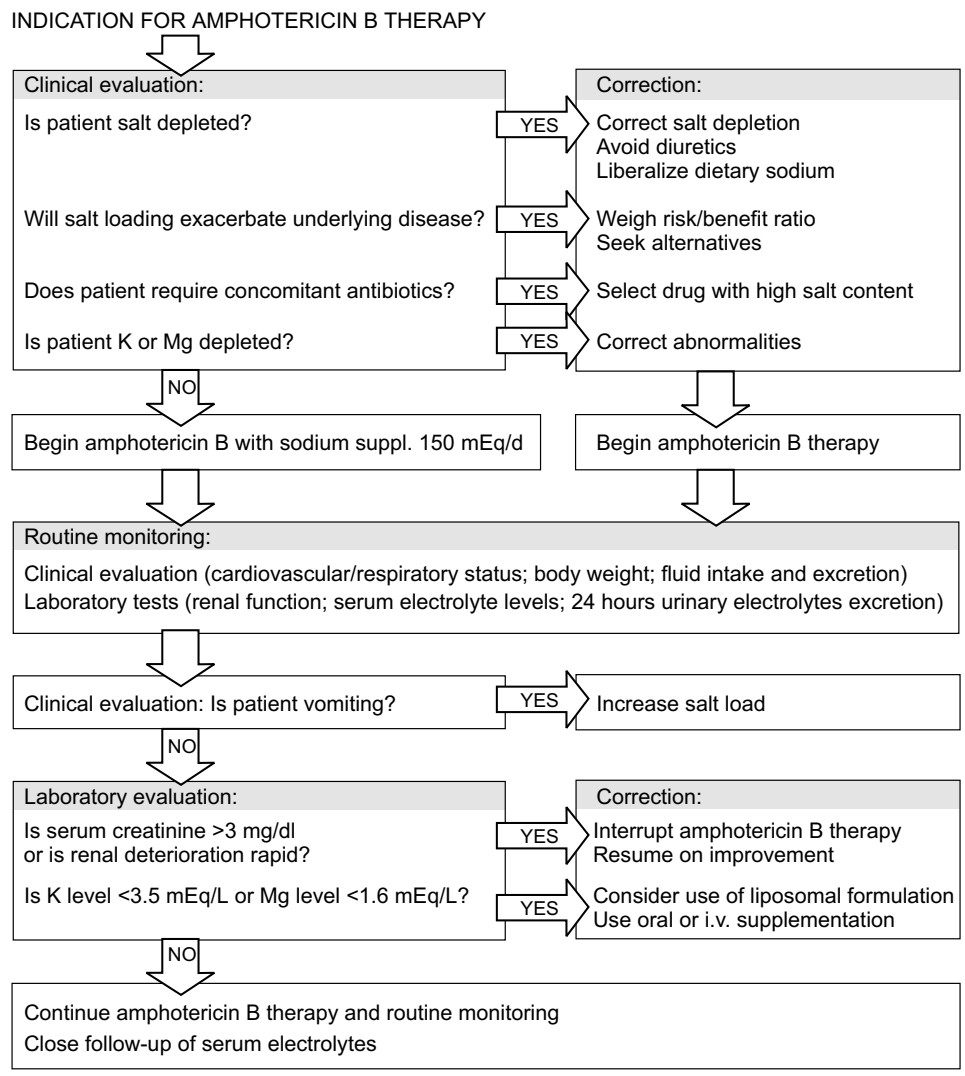 INDICATION FOR AMPHOTERICIN B THERAPY
Clinical evaluation:
Correction:
Is patient salt depleted?
YES
Correct salt depletion
Avoid diuretics
Liberalize dietary sodium
Will salt loading exacerbate underlying disease?
YES
Weigh risk/benefit ratio
Seek alternatives
Does patient require concomitant antibiotics?
YES
Select drug with high salt content
Is patient K or Mg depleted?
YES
Correct abnormalities
NO
Begin amphotericin B with sodium suppl. 150 mEq/d
Begin amphotericin B therapy
Routine monitoring:
Clinical evaluation (cardiovascular/respiratory status; body weight; fluid intake and excretion)
Laboratory tests (renal function; serum electrolyte levels; 24 hours urinary electrolytes excretion)
Clinical evaluation: Is patient vomiting?
YES
Increase salt load
NO
Laboratory evaluation:
Correction:
Is serum creatinine >3 mg/dl
or is renal deterioration rapid?
YES
Interrupt amphotericin B therapy
Resume on improvement
Is K level <3.5 mEq/L or Mg level <1.6 mEq/L?
YES
Consider use of liposomal formulation
Use oral or i.v. supplementation
NO
Continue amphotericin B therapy and routine monitoring
Close follow-up of serum electrolytes